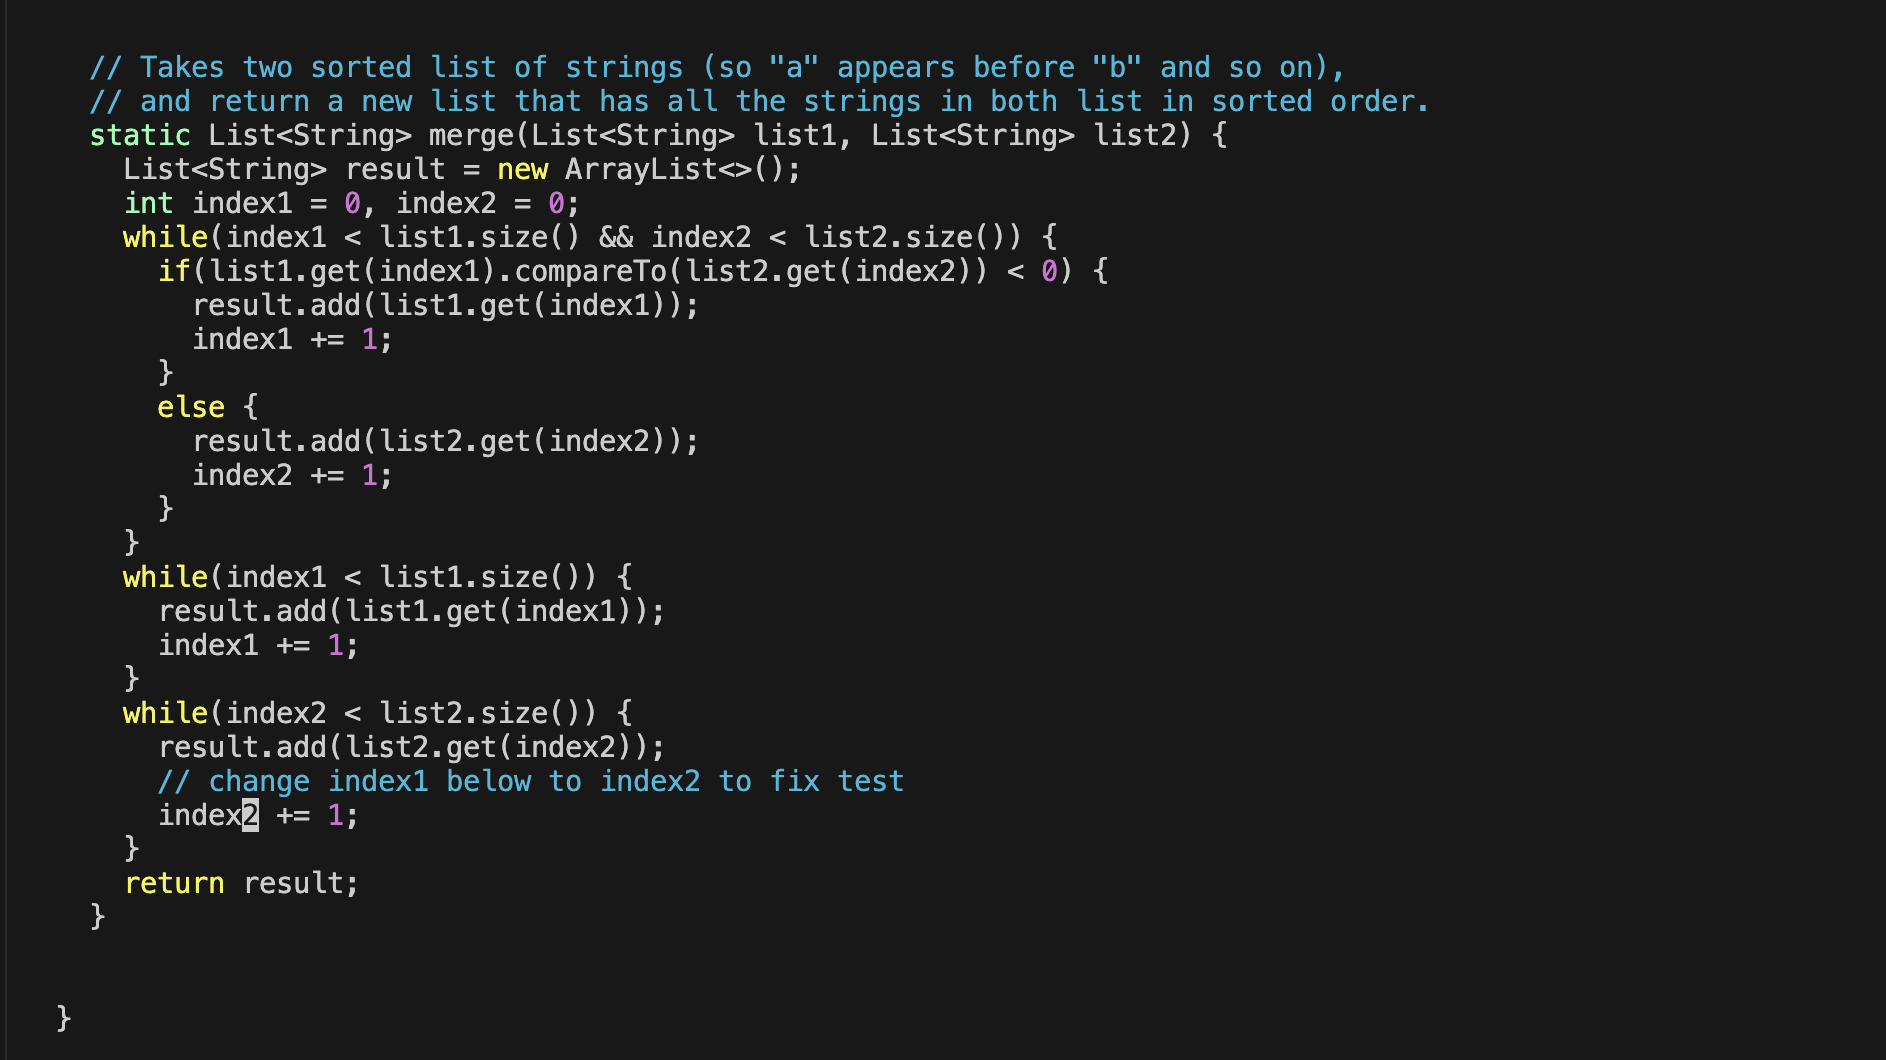 // Takes two sorted list of strings (so "a" appears before "b" and so on),
// and return a new list that has all the strings in both list in sorted order.
static List<String> merge(List<String> list1, List<String> list2) {
List<String> result = new ArrayList<>();
int index1 = 0, index2 = 0;
while(index1 < list1.size() && index2 < list2.size()) {
if(list1.get(index1).compareTo(list2.get(index2)) < 0) {
result.add(list1.get(index1));
index1 += 1;
}
else {
result.add(list2.get(index2));
index2 += 1;
}
}
while(index1 < list1.size()) {
result.add(list1.get(index1));
index1 += 1;
}
while(index2 < list2.size()) {
result.add(list2.get(index2));
// change index1 below to index2 to fix test
index2 += 1;
}
return result;
}
}